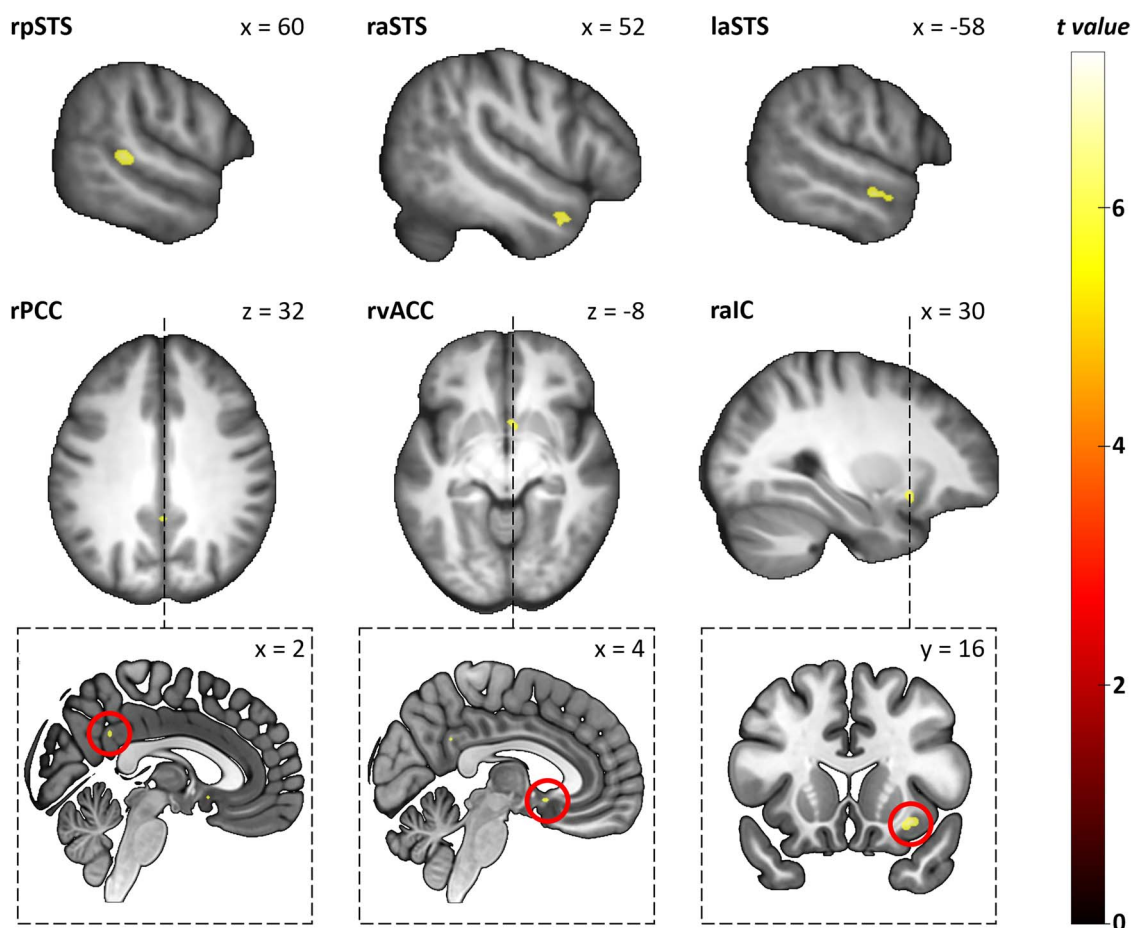 rpSTS x = 60
raSTS x = 52
laSTS x = -58
t value
6
rPCC z = 32
rvACC z = -8
raIC x = 30
4
x = 2
x = 4
y = 16
2
0